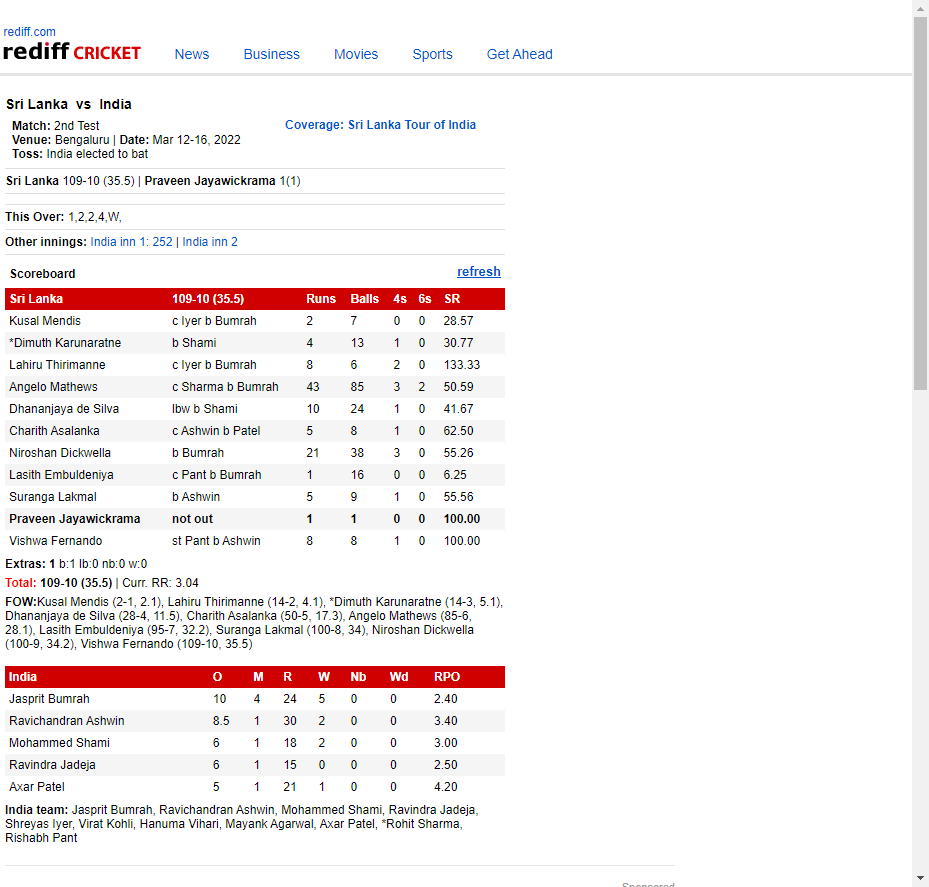 rediff.com
rediff CRICKET News Business Movies Sports Get Ahead
Sri Lanka vs India
Match: 2nd Test
Coverage: Sri Lanka Tour of India
Venue: Bengaluru | Date: Mar 12-16, 2022
Toss: India elected to bat
Sri Lanka 109-10 (35.5) | Praveen Jayawickrama 1(1)
This Over: 1,2,2,4,W,
Other innings: India inn 1: 252 | India inn 2
Scoreboard refresh
Sri Lanka 109-10 (35.5) Runs Balls 4s 6s SR
Kusal Mendis c Iyer b Bumrah 2 7 0 0 28.57
*Dimuth Karunaratne b Shami 4 13 1 0 30.77
Lahiru Thirimanne c Iyer b Bumrah 8 6 2 0 133.33
Angelo Mathews c Sharma b Bumrah 43 85 3 2 50.59
Dhananjaya de Silva lbw b Shami 10 24 1 0 41.67
Charith Asalanka c Ashwin b Patel 5 8 1 0 62.50
Niroshan Dickwella b Bumrah 21 38 3 0 55.26
Lasith Embuldeniya c Pant b Bumrah 1 16 0 0 6.25
Suranga Lakmal b Ashwin 5 9 1 0 55.56
Praveen Jayawickrama not out 1 1 0 0 100.00
Vishwa Fernando st Pant b Ashwin 8 8 1 0 100.00
Extras: 1 b:1 lb:0 nb:0 w:0
Total: 109-10 (35.5) | Curr. RR: 3.04
FOW:Kusal Mendis (2-1, 2.1), Lahiru Thirimanne (14-2, 4.1), *Dimuth Karunaratne (14-3, 5.1),
Dhananjaya de Silva (28-4, 11.5), Charith Asalanka (50-5, 17.3), Angelo Mathews (85-6,
28.1), Lasith Embuldeniya (95-7, 32.2), Suranga Lakmal (100-8, 34), Niroshan Dickwella
(100-9, 34.2), Vishwa Fernando (109-10, 35.5)
India O M R W Nb Wd RPO
Jasprit Bumrah 10 4 24 5 0 0 2.40
Ravichandran Ashwin 8.5 1 30 2 0 0 3.40
Mohammed Shami 6 1 18 2 0 0 3.00
Ravindra Jadeja 6 1 15 0 0 0 2.50
Axar Patel 5 1 21 1 0 0 4.20
India team: Jasprit Bumrah, Ravichandran Ashwin, Mohammed Shami, Ravindra Jadeja,
Shreyas Iyer, Virat Kohli, Hanuma Vihari, Mayank Agarwal, Axar Patel, *Rohit Sharma,
Rishabh Pant
Sponsored